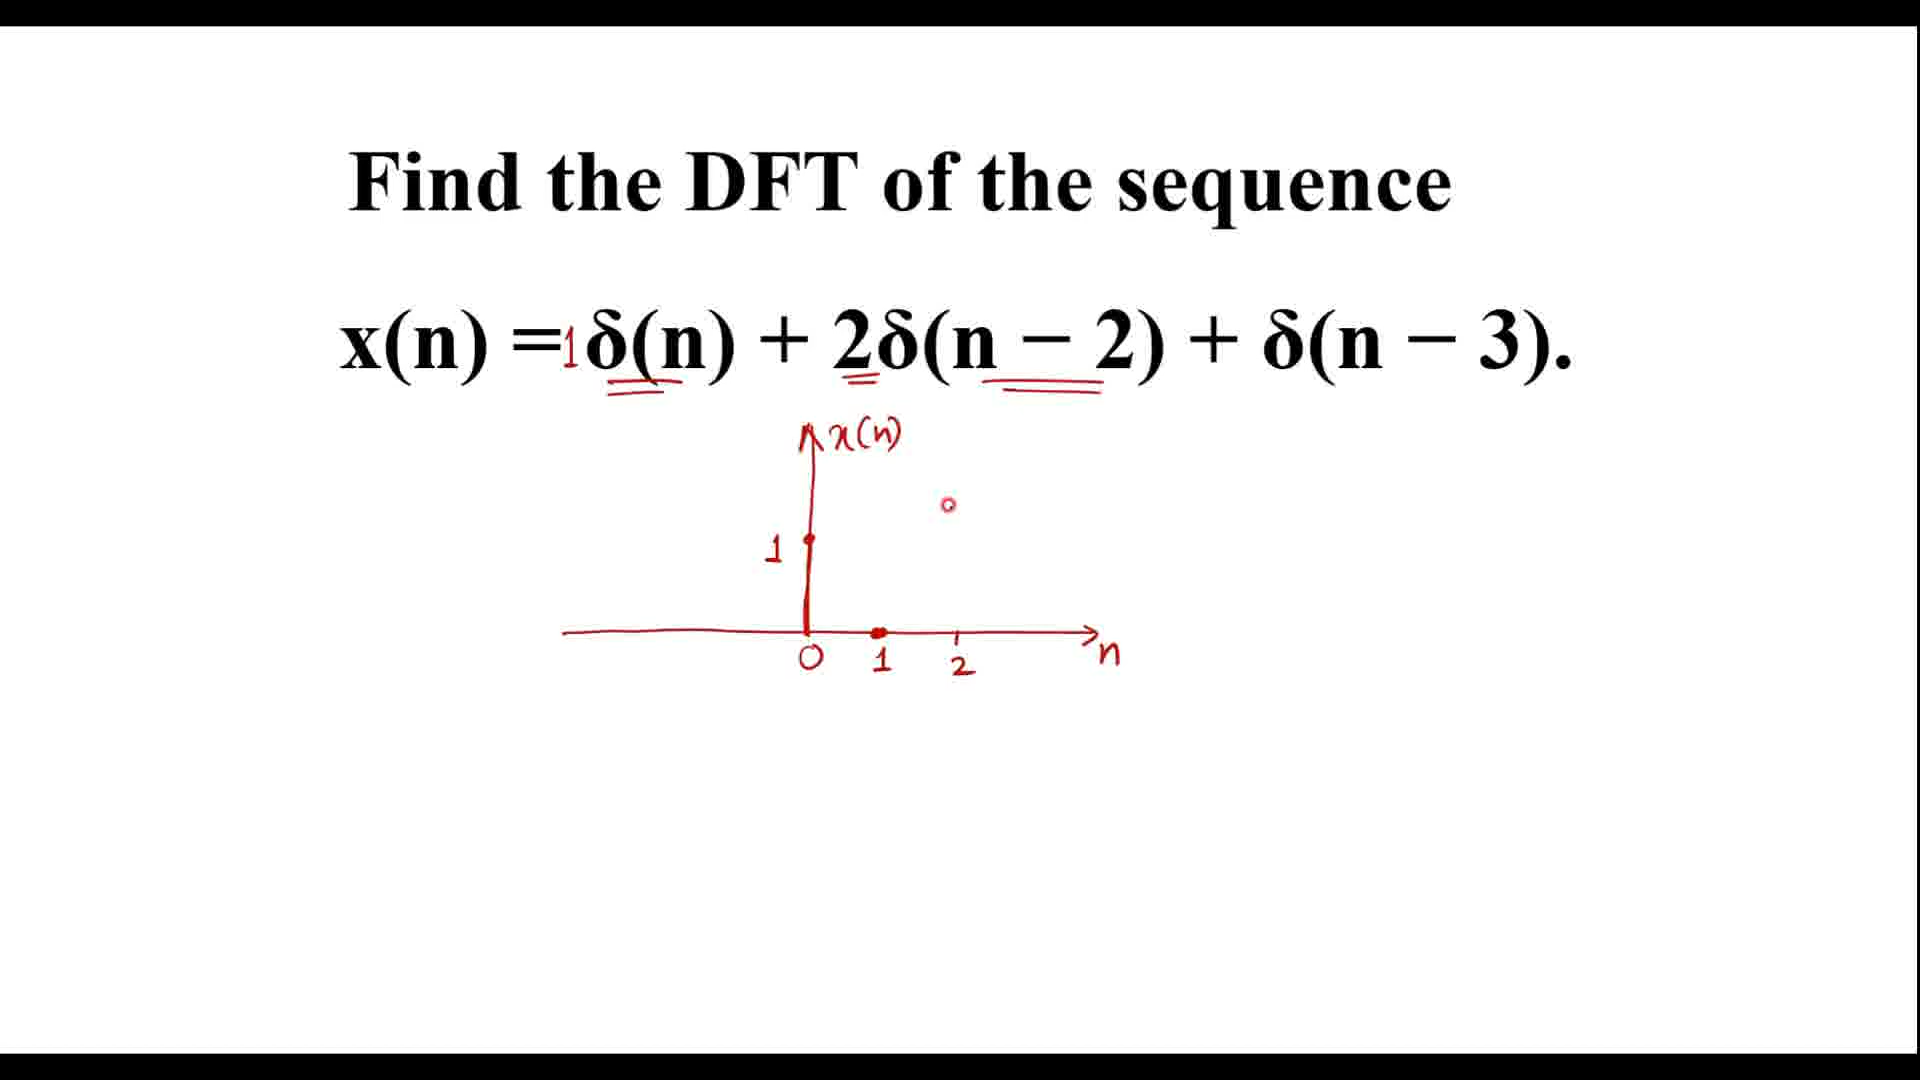 Find the DFT of the sequence
x(n) =1δ(n) + 2δ(n − 2) + δ(n − 3).
x(n)
1
0 1 2 n